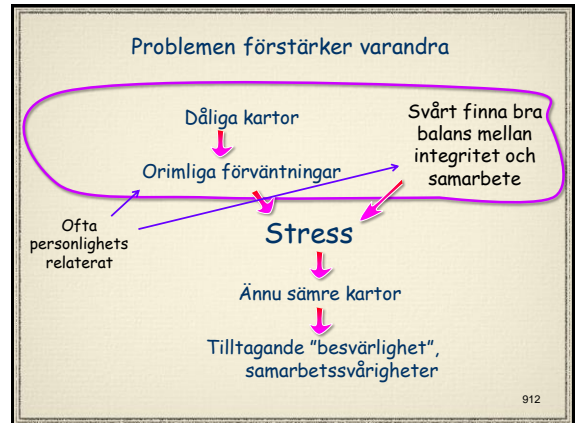 Problemen förstärker varandra
Dåliga kartor
Orimliga förväntningar
Svårt finna bra
balans mellan
integritet och
samarbete
Ofta
personlighets
relaterat
Stress
Ännu sämre kartor
Tilltagande "besvärlighet",
samarbetssvårigheter
912